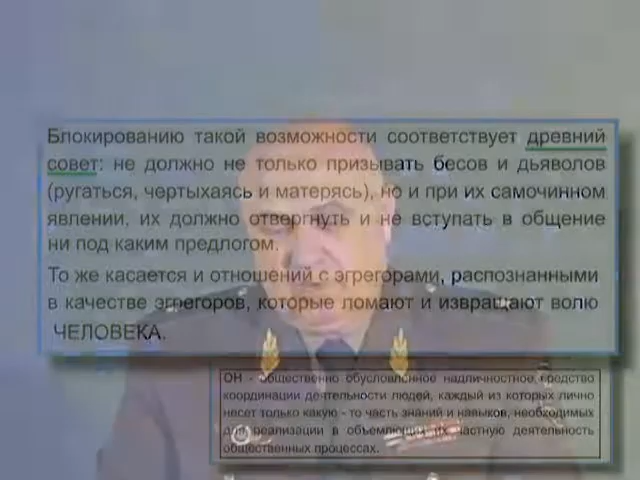 Блокированию такой возможности соответствует древний
совет: не должно не только призывать бесов и дьяволов
(ругаться, чертыхаясь и матерясь), но и при их самочинном
явлении, их должно отвергнуть и не вступать в общение
ни под каким предлогом.
То же касается и отношений с эгрегорами, распознанными
в качестве эгрегоров, которые ломают и извращают волю
ЧЕЛОВЕКА.
ОН - общественно обусловленное надличностное средство
координации деятельности людей, каждый из которых лично
несет только какую - то часть знаний и навыков, необходимых
для реализации в объемлющих их частную деятельность
общественных процессах.